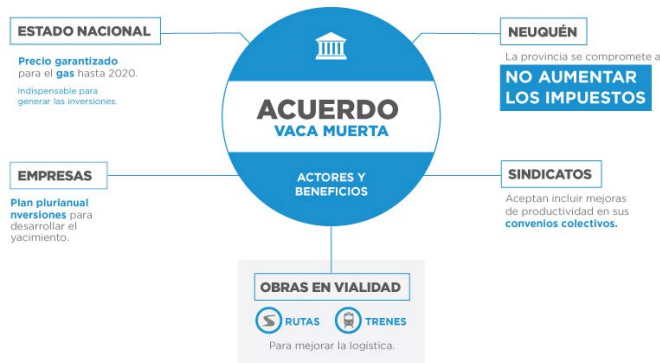 ESTADO NACIONAL
Precio garantizado
para el gas hasta 2020.
Indispensable para
generar las inversiones.
NEUQUÉN
La provincia se compromete a
NO AUMENTAR
LOS IMPUESTOS
ACUERDO
VACA MUERTA
ACTORES Y
BENEFICIOS
EMPRESAS
Plan plurianual
nversiones para
desarrollar el
yacimiento.
SINDICATOS
Aceptan incluir mejoras
de productividad en sus
convenios colectivos.
OBRAS EN VIALIDAD
RUTAS
TRENES
Para mejorar la logística.